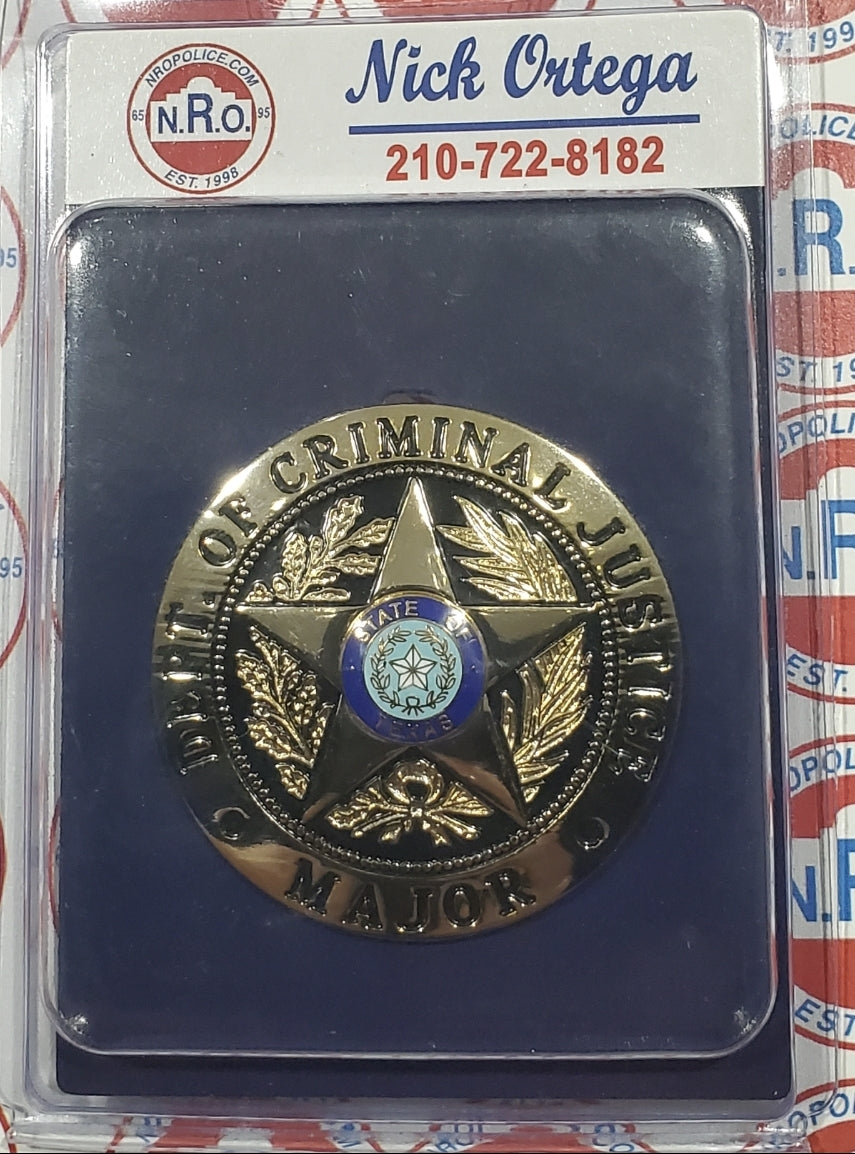 NROPOLICE.COM
65 N.R.O. 95
EST. 1998
Nick Ortega
210-722-8182
DEPT. OF CRIMINAL JUSTICE
STATE OF
TEXAS
MAJOR